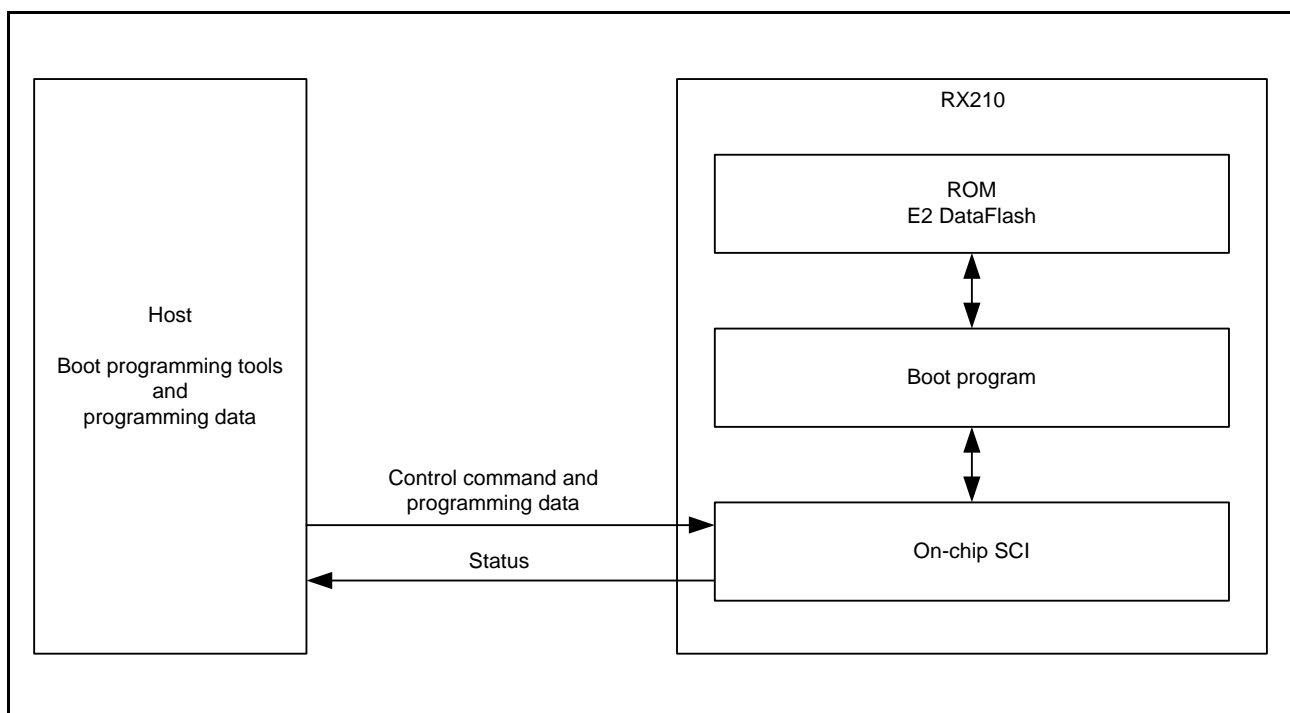 Host
Boot programming tools
and
programming data
Control command and
programming data
Status
RX210
ROM
E2 DataFlash
Boot program
On-chip SCI